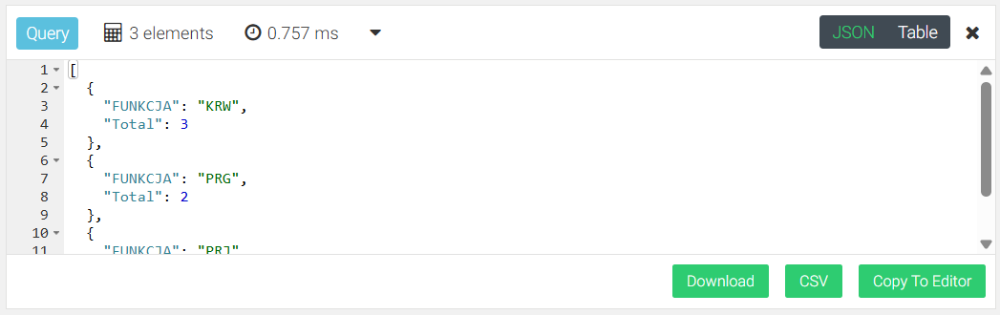 Query 3 elements 0.757 ms JSON Table
1 [
2 {
3 "FUNKCJA": "KRW",
4 "Total": 3
5 },
6 {
7 "FUNKCJA": "PRG",
8 "Total": 2
9 },
10 {
11 "FUNKCJA": "PRJ"
Download CSV Copy To Editor